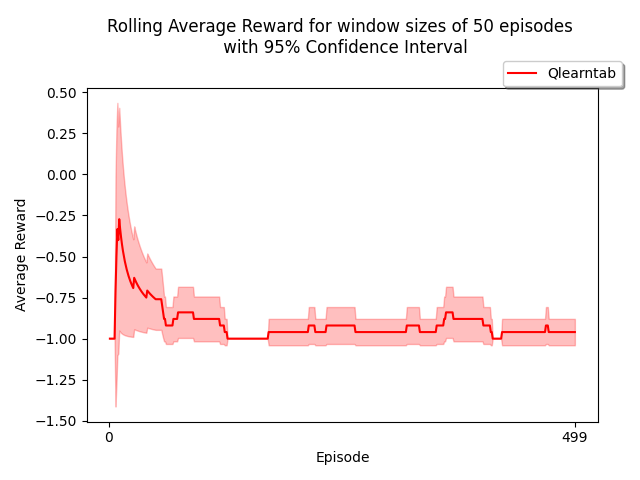 Rolling Average Reward for window sizes of 50 episodes
with 95% Confidence Interval
Qlearntab
0.50
0.25
0.00
−0.25
−0.50
−0.75
−1.00
−1.25
−1.50
Average Reward
0
499
Episode